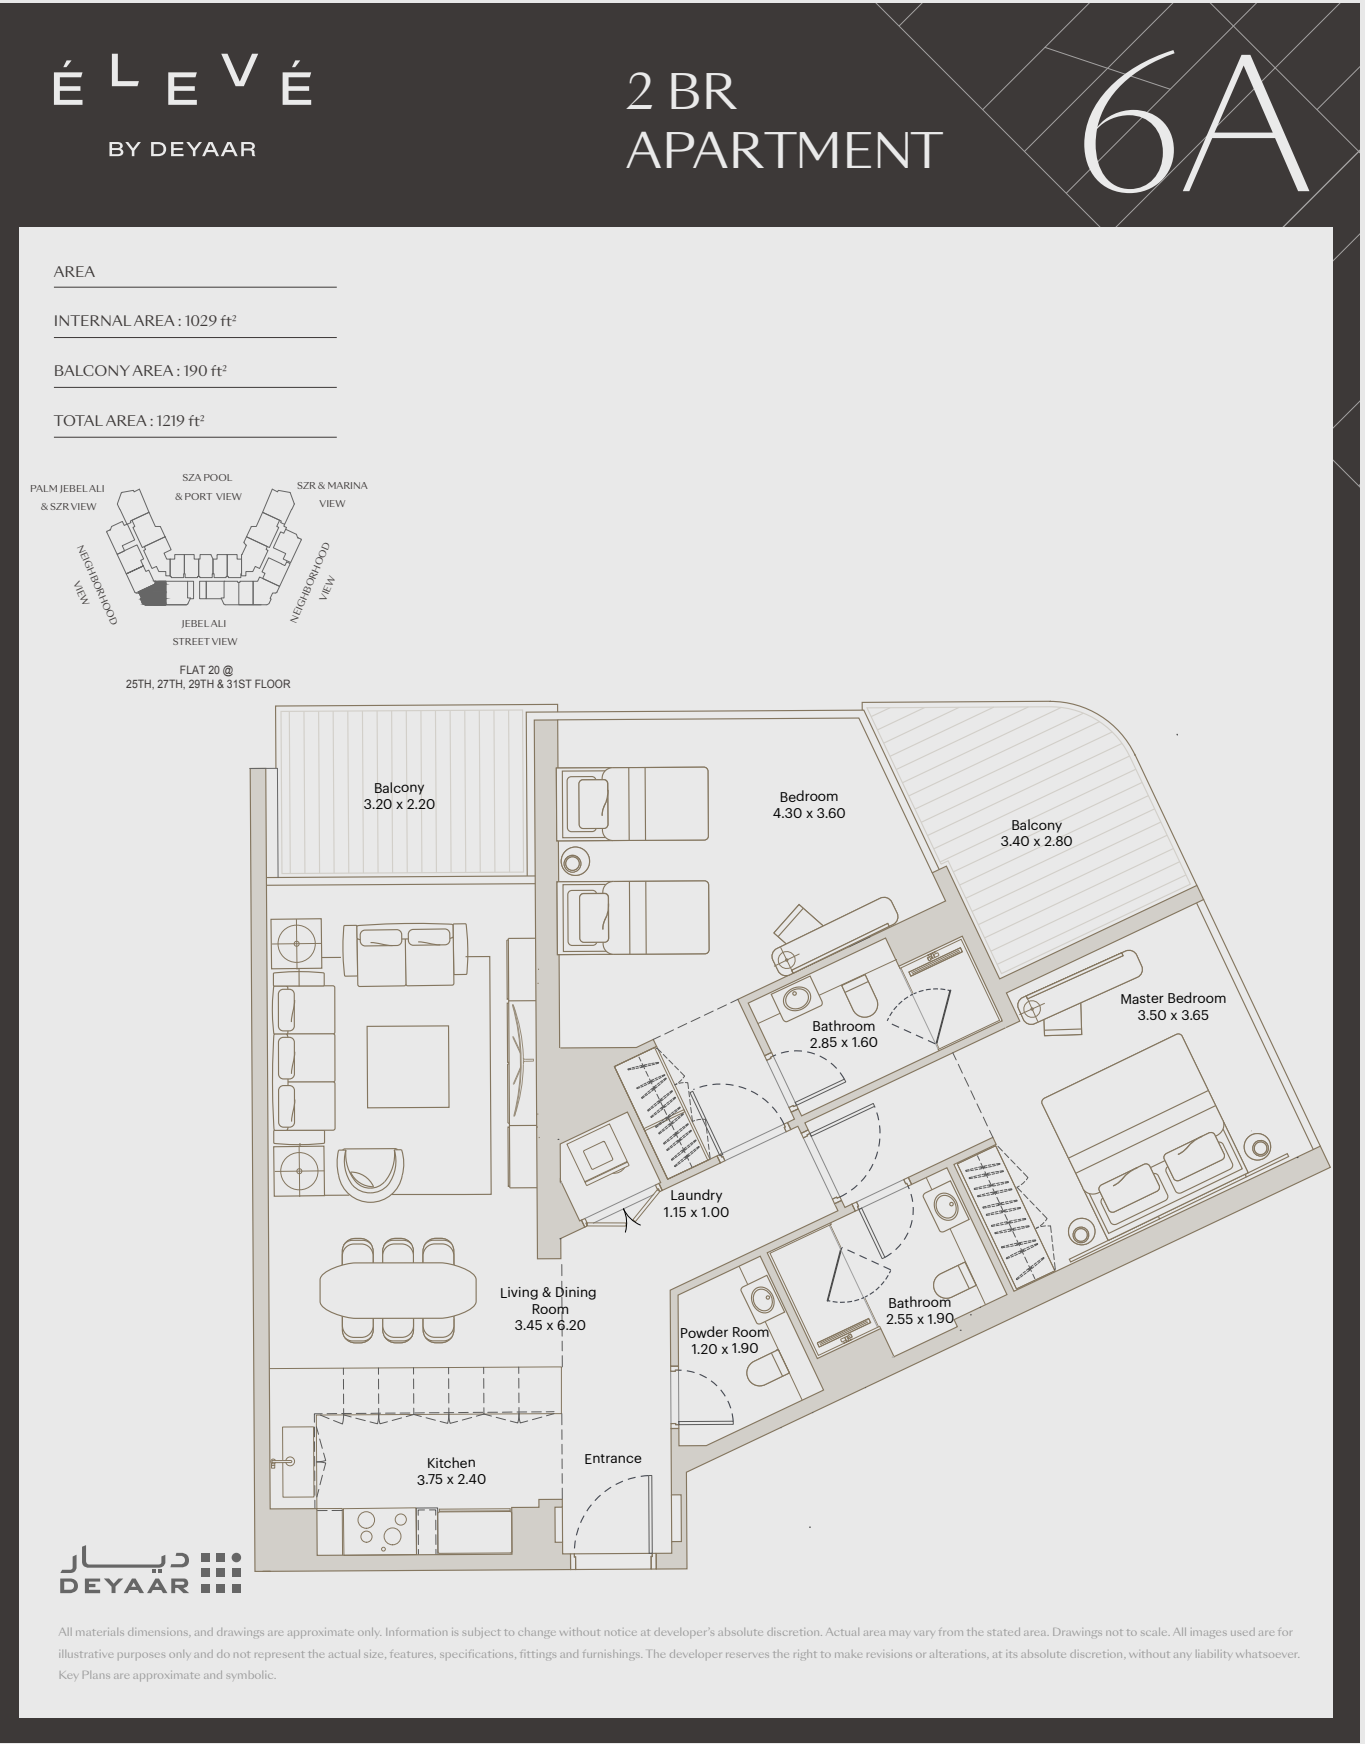 ÉLEVÉ
BY DEYAAR
2 BR
APARTMENT
6A
AREA
INTERNAL AREA : 1029 ft²
BALCONY AREA : 190 ft²
TOTAL AREA : 1219 ft²
PALM JEBEL ALI
& SZR VIEW
SZA POOL
& PORT VIEW
SZR & MARINA
VIEW
NEIGHBORHOOD
VIEW
NEIGHBORHOOD
VIEW
JEBEL ALI
STREET VIEW
FLAT 20 @
25TH, 27TH, 29TH & 31ST FLOOR
Balcony
3.20 x 2.20
Bedroom
4.30 x 3.60
Balcony
3.40 x 2.80
Master Bedroom
3.50 x 3.65
Bathroom
2.85 x 1.60
Laundry
1.15 x 1.00
Living & Dining
Room
3.45 x 6.20
Bathroom
2.55 x 1.90
Powder Room
1.20 x 1.90
Kitchen
3.75 x 2.40
Entrance
ديار
DEYAAR
All materials dimensions, and drawings are approximate only. Information is subject to change without notice at developer's absolute discretion. Actual area may vary from the stated area. Drawings not to scale. All images used are for
illustrative purposes only and do not represent the actual size, features, specifications, fittings and furnishings. The developer reserves the right to make revisions or alterations, at its absolute discretion, without any liability whatsoever.
Key Plans are approximate and symbolic.